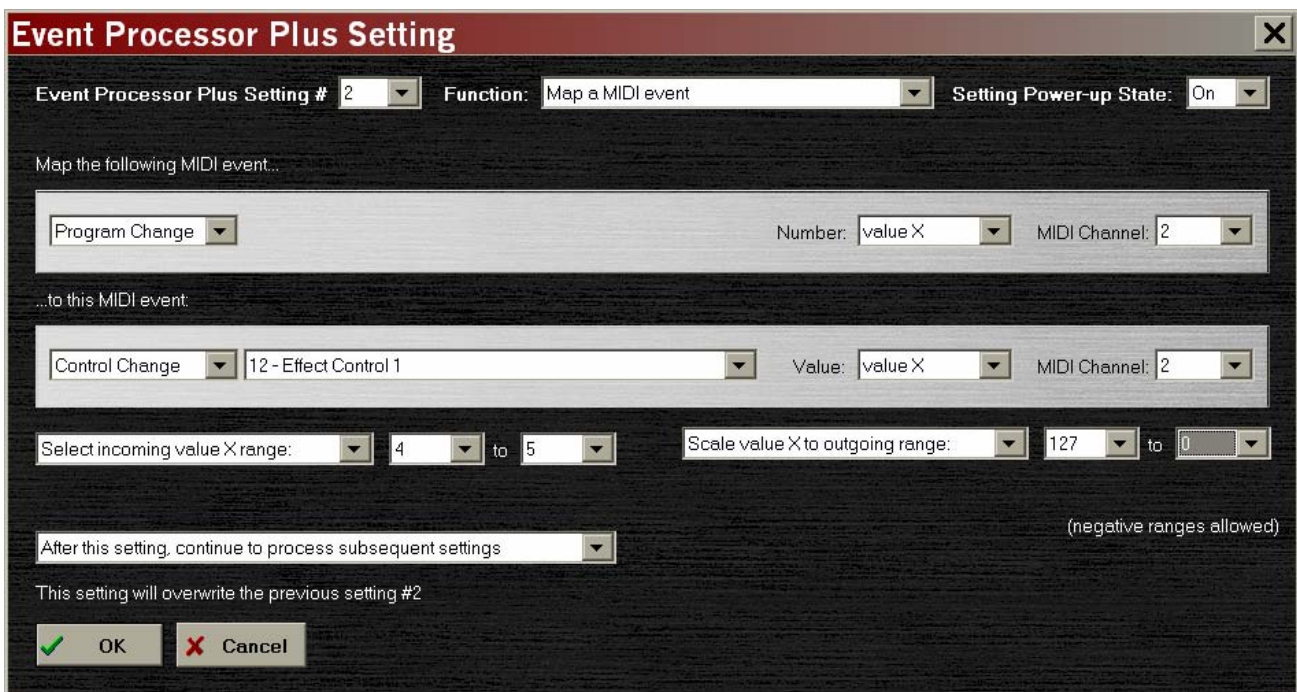 Event Processor Plus Setting
Event Processor Plus Setting # 2 Function: Map a MIDI event Setting Power-up State: On
Map the following MIDI event...
Program Change Number: value X MIDI Channel: 2
...to this MIDI event:
Control Change 12 - Effect Control 1 Value: value X MIDI Channel: 2
Select incoming value X range: 4 to 5 Scale value X to outgoing range: 127 to 0
(negative ranges allowed)
After this setting, continue to process subsequent settings
This setting will overwrite the previous setting #2
OK Cancel